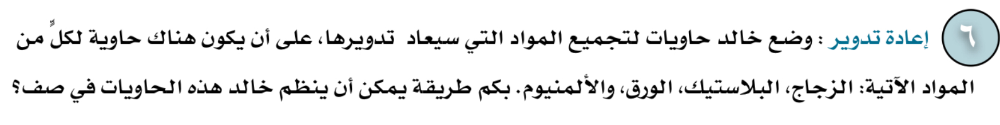 ٦ إعادة تدوير : وضع خالد حاويات لتجميع المواد التي سيعاد تدويرها، على أن يكون هناك حاوية لكلٍّ من
المواد الآتية: الزجاج، البلاستيك، الورق، والألمنيوم. بكم طريقة يمكن أن ينظم خالد هذه الحاويات في صف؟